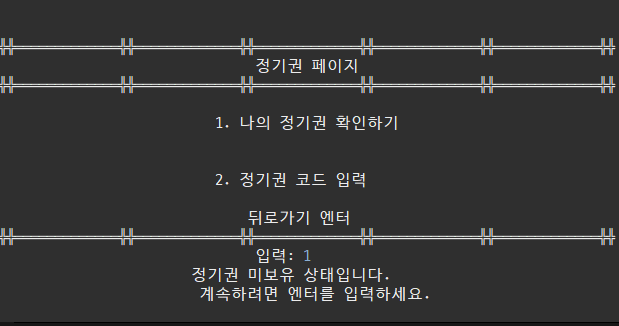 정기권 페이지
1. 나의 정기권 확인하기
2. 정기권 코드 입력
뒤로가기 엔터
입력: 1
정기권 미보유 상태입니다.
계속하려면 엔터를 입력하세요.